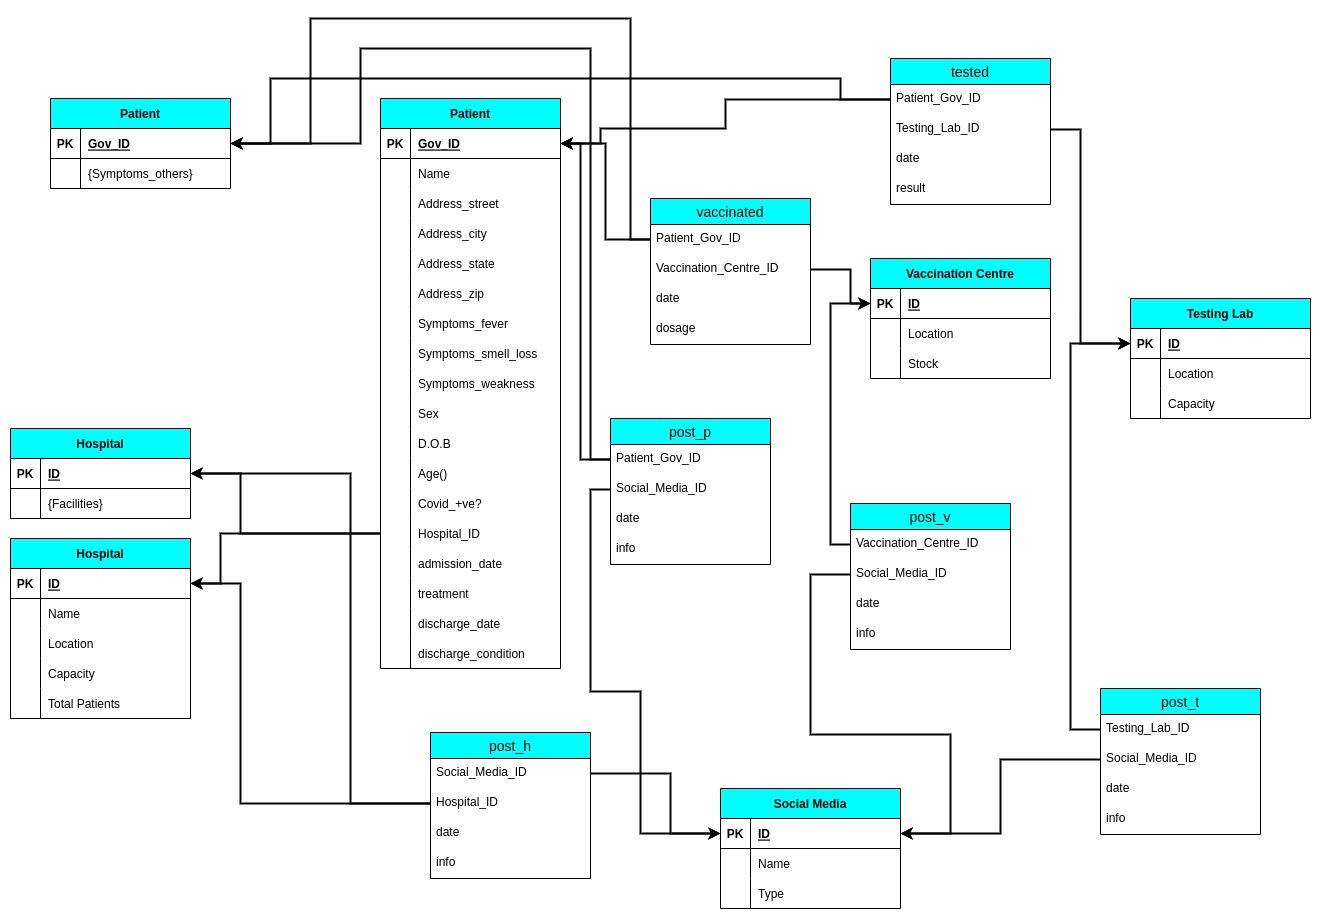 tested
Patient_Gov_ID
Testing_Lab_ID
date
result
Patient
PK Gov_ID
{Symptoms_others}
Patient
PK Gov_ID
Name
Address_street
Address_city
Address_state
Address_zip
Symptoms_fever
Symptoms_smell_loss
Symptoms_weakness
Sex
D.O.B
Age()
Covid_+ve?
Hospital_ID
admission_date
treatment
discharge_date
discharge_condition
vaccinated
Patient_Gov_ID
Vaccination_Centre_ID
date
dosage
Vaccination Centre
PK ID
Location
Stock
Testing Lab
PK ID
Location
Capacity
Hospital
PK ID
{Facilities}
Hospital
PK ID
Name
Location
Capacity
Total Patients
post_p
Patient_Gov_ID
Social_Media_ID
date
info
post_v
Vaccination_Centre_ID
Social_Media_ID
date
info
post_t
Testing_Lab_ID
Social_Media_ID
date
info
post_h
Social_Media_ID
Hospital_ID
date
info
Social Media
PK ID
Name
Type